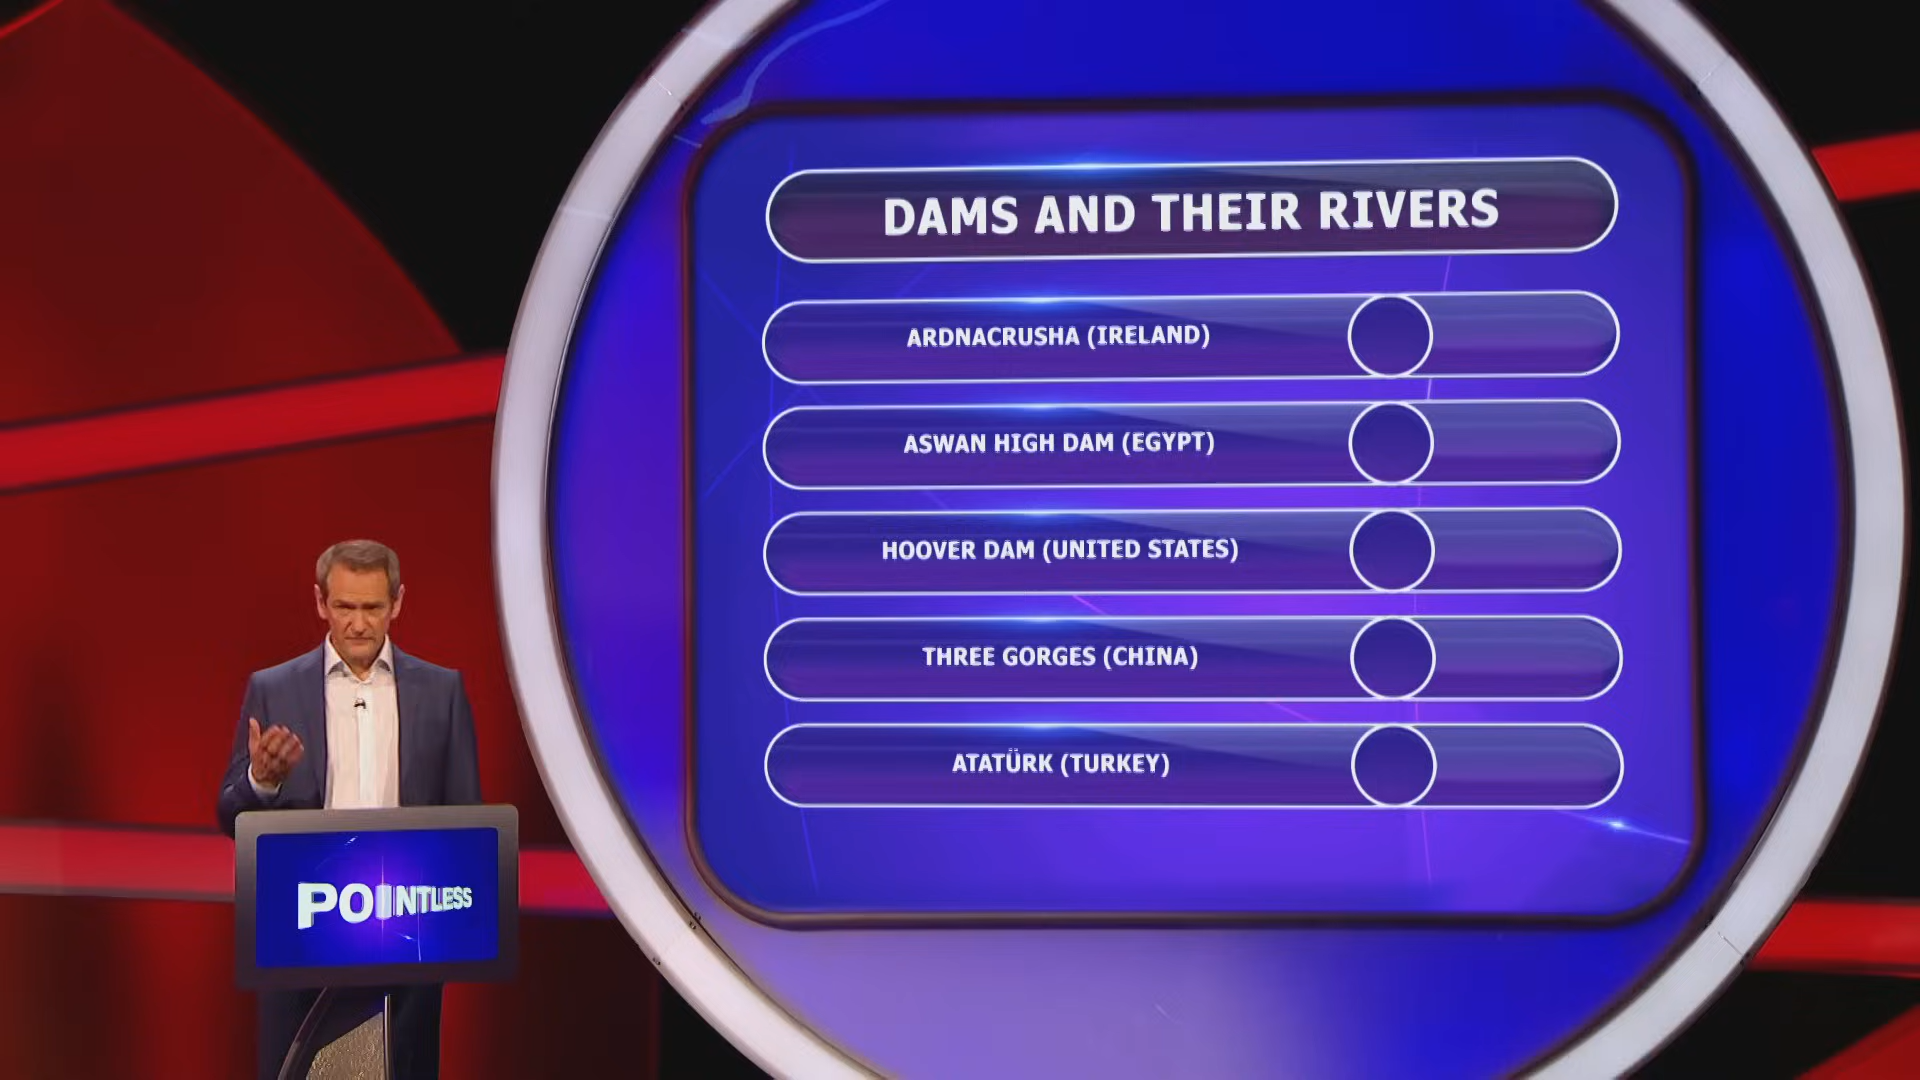 DAMS AND THEIR RIVERS
ARDNACRUSHA (IRELAND)
ASWAN HIGH DAM (EGYPT)
HOOVER DAM (UNITED STATES)
THREE GORGES (CHINA)
ATATÜRK (TURKEY)
POINTLESS